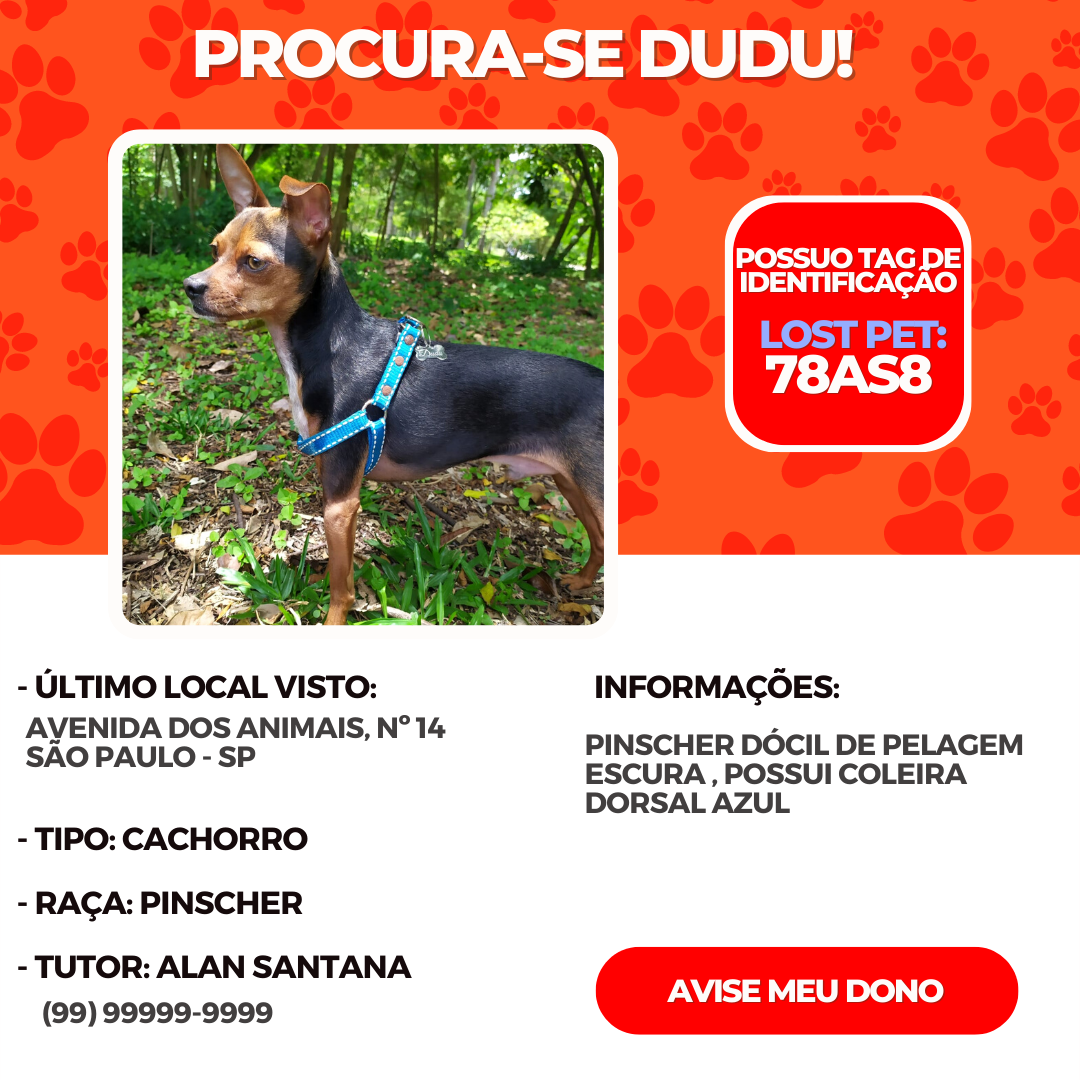 PROCURA-SE DUDU!
POSSUO TAG DE
IDENTIFICAÇÃO
LOST PET:
78AS8
Dudu
- ÚLTIMO LOCAL VISTO:
AVENIDA DOS ANIMAIS, Nº 14
SÃO PAULO - SP
- TIPO: CACHORRO
- RAÇA: PINSCHER
- TUTOR: ALAN SANTANA
(99) 99999-9999
INFORMAÇÕES:
PINSCHER DÓCIL DE PELAGEM
ESCURA , POSSUI COLEIRA
DORSAL AZUL
AVISE MEU DONO